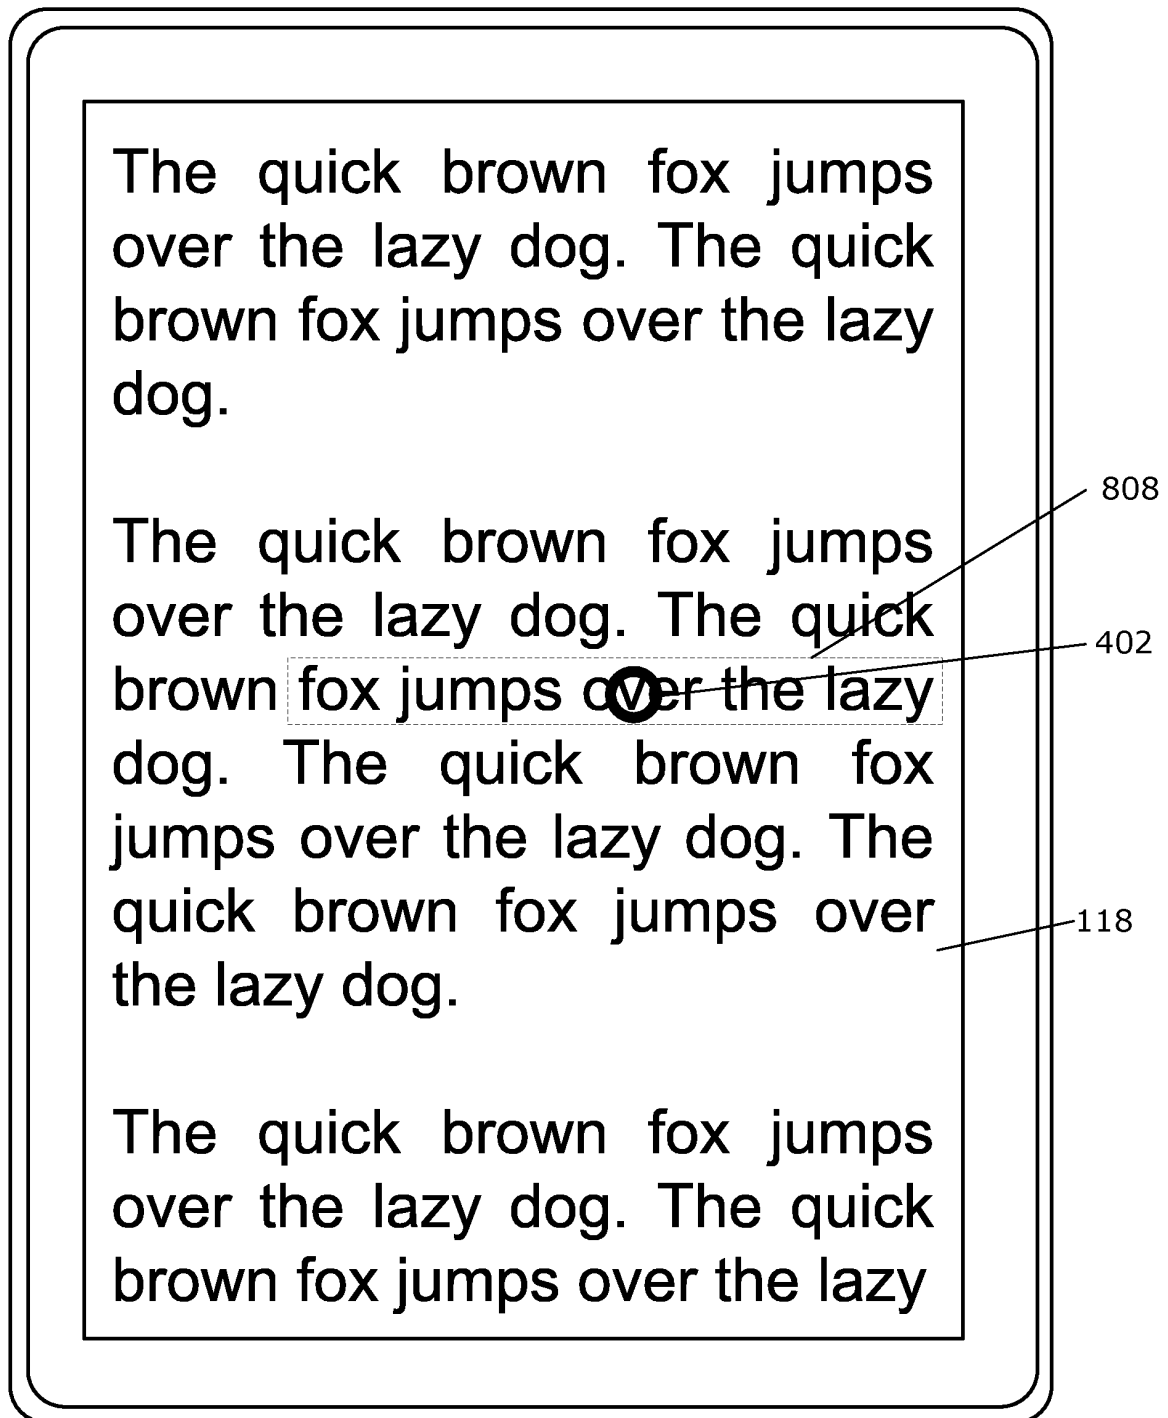 The quick brown fox jumps
over the lazy dog. The quick
brown fox jumps over the lazy
dog.
The quick brown fox jumps
over the lazy dog. The quick
brown fox jumps over the lazy
dog. The quick brown fox
jumps over the lazy dog. The
quick brown fox jumps over
the lazy dog.
The quick brown fox jumps
over the lazy dog. The quick
brown fox jumps over the lazy
808
402
118